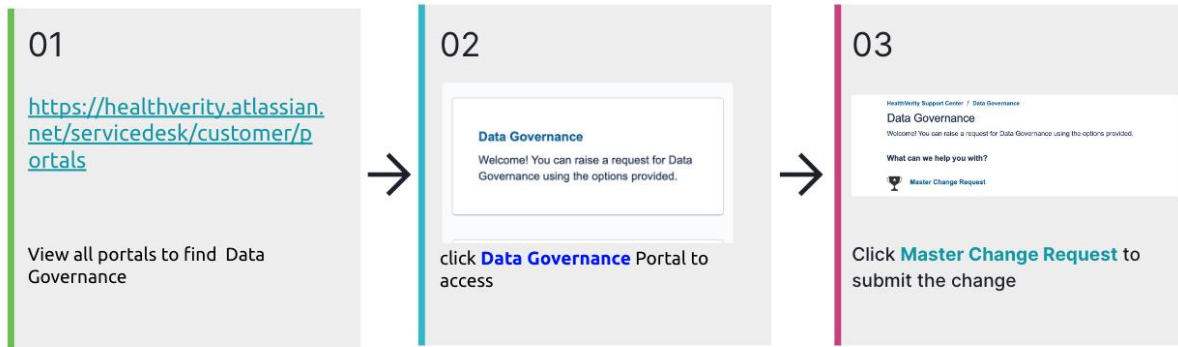 01
https://healthverity.atlassian.
net/servicedesk/customer/p
ortals
View all portals to find Data
Governance
02
Data Governance
Welcome! You can raise a request for Data
Governance using the options provided.
click Data Governance Portal to
access
03
HealthVerity Support Center / Data Governance
Data Governance
Welcome! You can raise a request for Data Governance using the options provided.
What can we help you with?
Master Change Request
Click Master Change Request to
submit the change